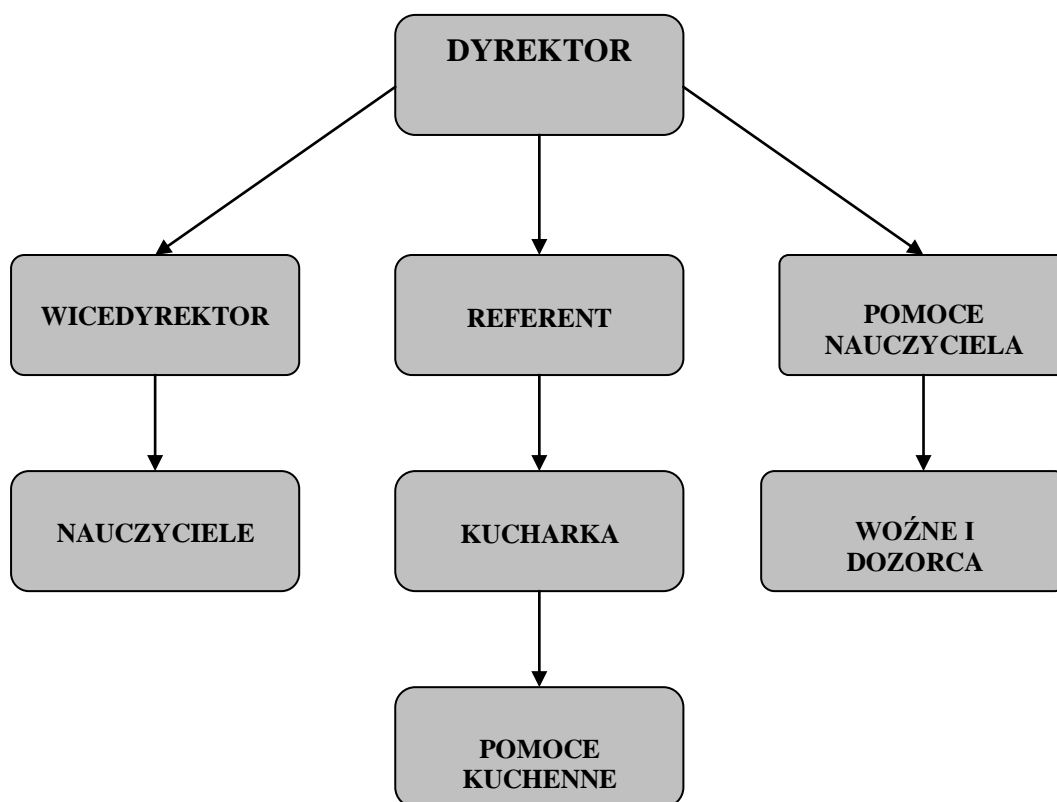 DYREKTOR
WICEDYREKTOR
REFERENT
POMOCE
NAUCZYCIELA
NAUCZYCIELE
KUCHARKA
WOŹNE I
DOZORCA
POMOCE
KUCHENNE